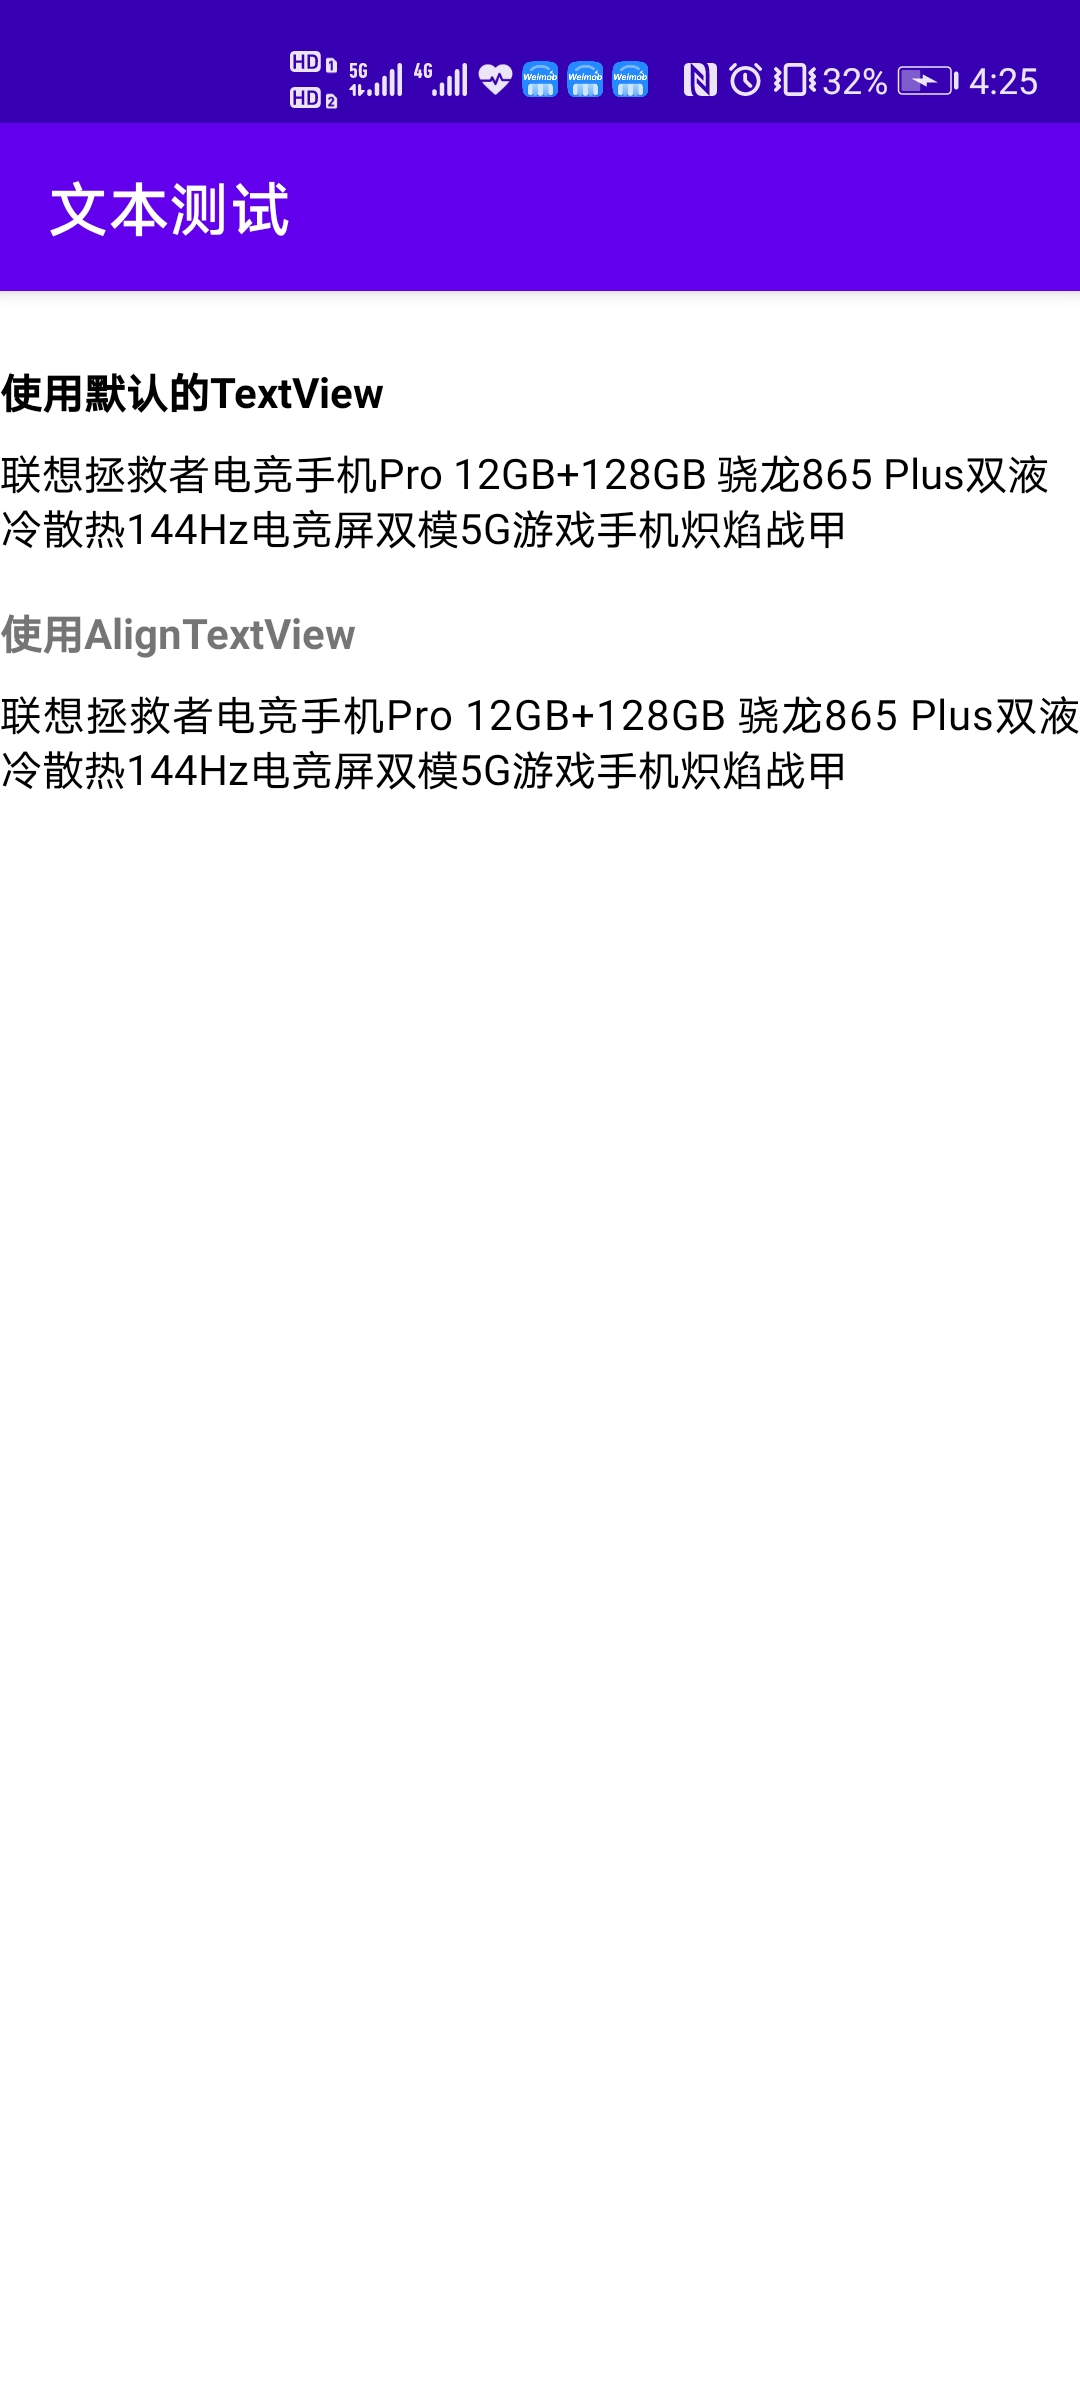 HD 1 5G 4G Weimob Weimob Weimob N 32% 4:25
HD 2
文本测试
使用默认的TextView
联想拯救者电竞手机Pro 12GB+128GB 骁龙865 Plus双液
冷散热144Hz电竞屏双模5G游戏手机炽焰战甲
使用AlignTextView
联想拯救者电竞手机Pro 12GB+128GB 骁龙865 Plus双液
冷散热144Hz电竞屏双模5G游戏手机炽焰战甲